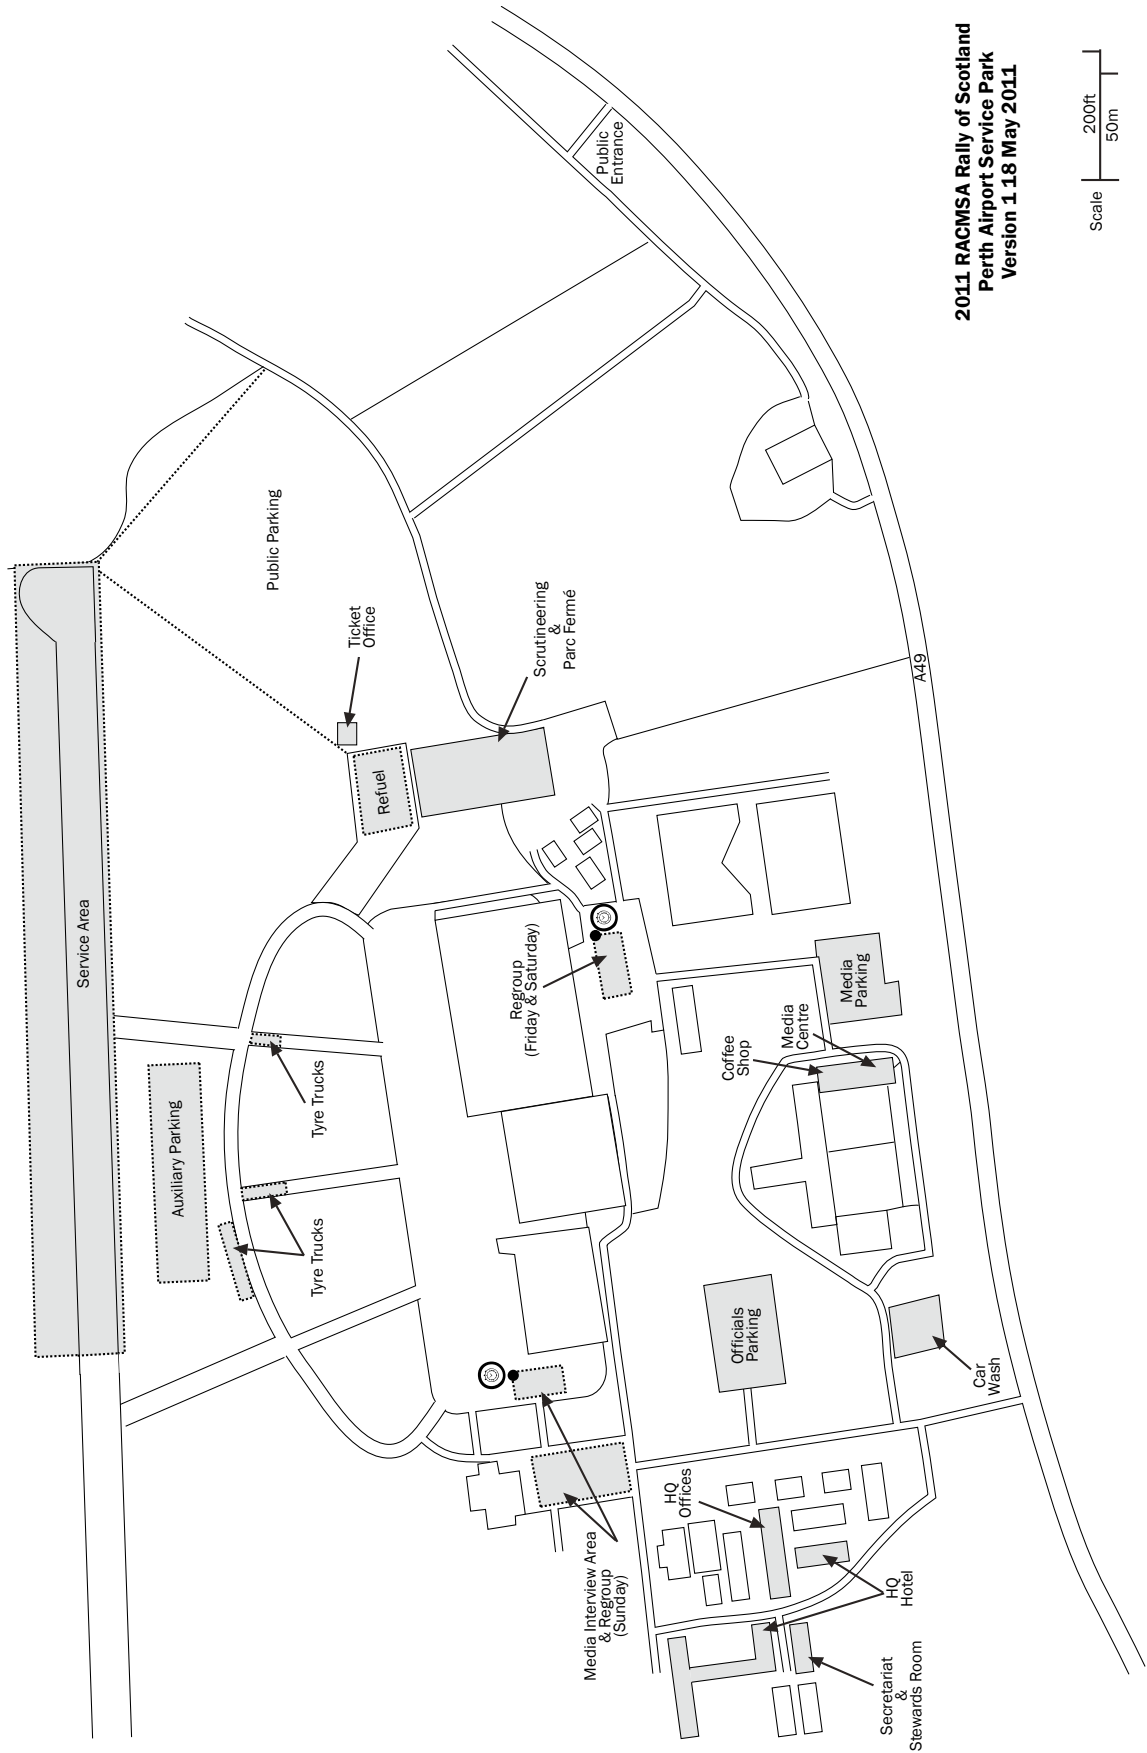 2011 RACMSA Rally of Scotland
Perth Airport Service Park
Version 1 18 May 2011
Scale
200ft
50m
Public
Entrance
Public Parking
Ticket
Office
Scrutineering
&
Parc Fermé
Refuel
A49
Service Area
Regroup
(Friday & Saturday)
Media
Parking
Media
Centre
Coffee
Shop
Tyre Trucks
Auxiliary Parking
Tyre Trucks
Officials
Parking
Car
Wash
HQ
Offices
Media Interview Area
& Regroup
(Sunday)
HQ
Hotel
Secretariat
&
Stewards Room